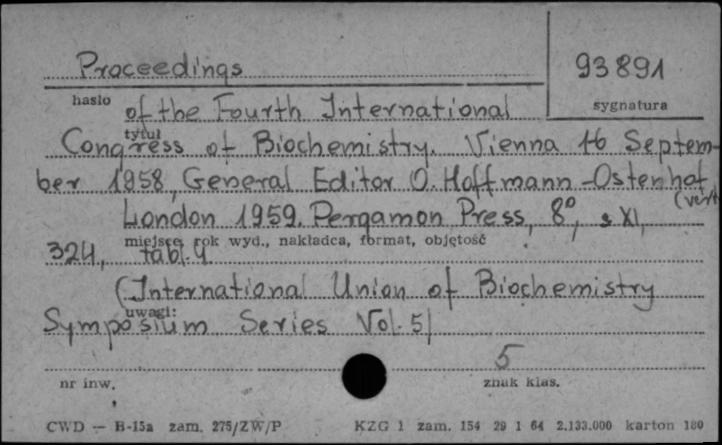 Proceedings 93891
hasło sygnatura
of the Fourth International
tytuł
Congress of Biochemistry. Vienna 16 Septem-
ber 1958, General Editor O. Hoffmann-Ostenhof
London 1959. Pergamon Press, 8°, s XI,
miejsce, rok wyd., nakładca, format, objętość
324, tabl. 4
(International Union of Biochemistry
uwagi:
Symposium Series Vol. 5)
5
nr inw. znak klas.
CWD — B-15a zam. 275/ZW/P KZG 1 zam. 154 29 1 64 2.133.000 karton 180